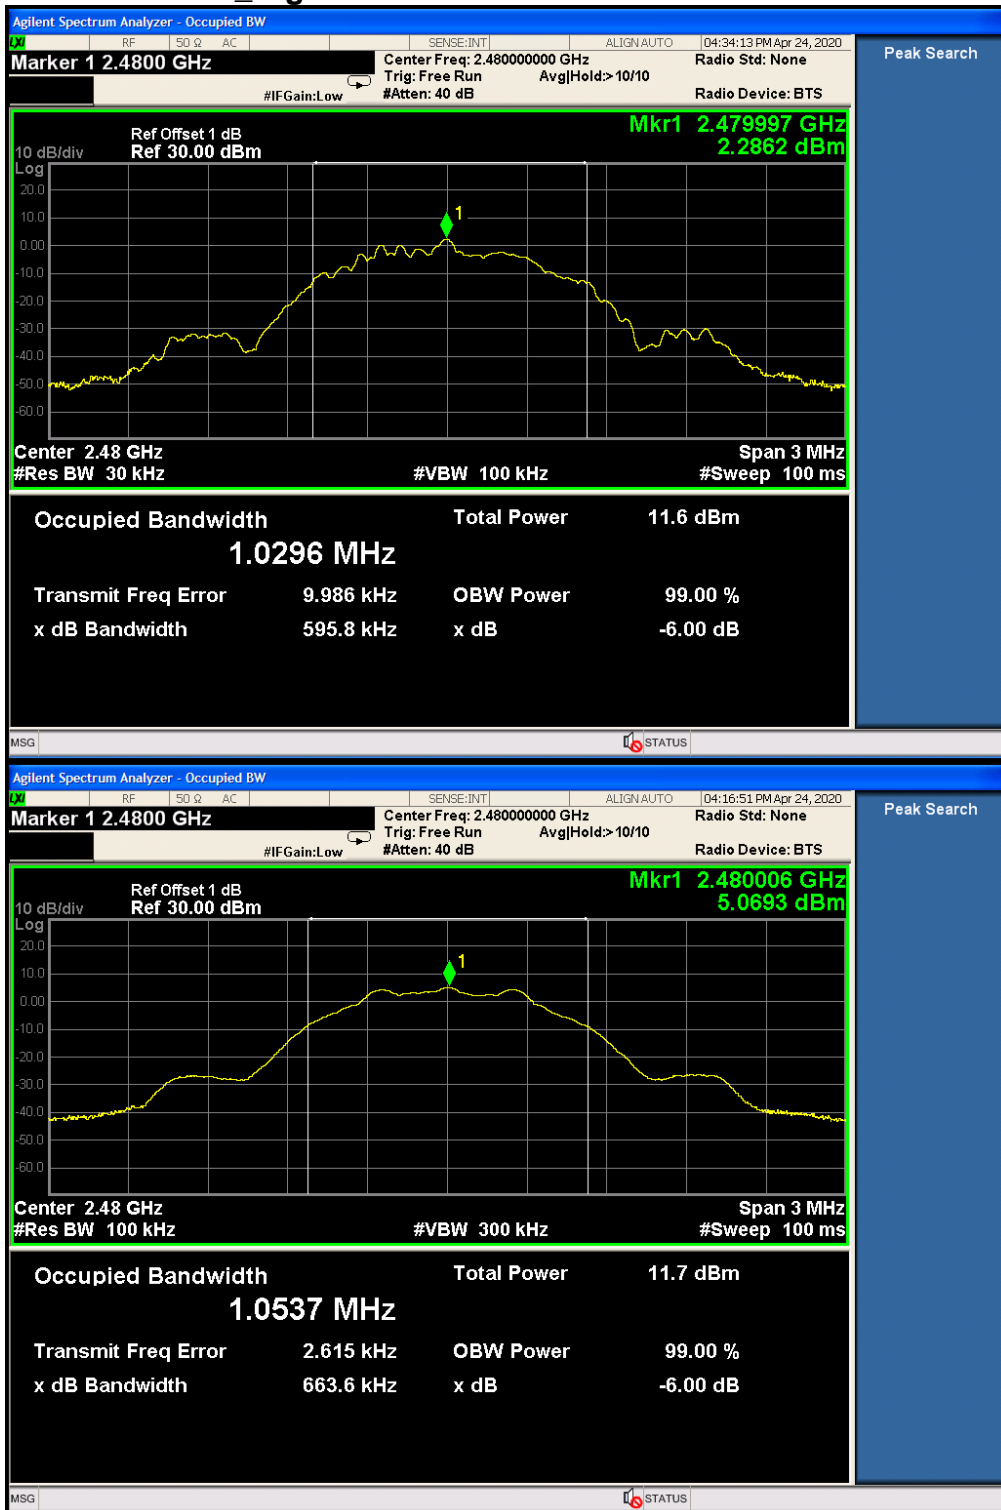 Agilent Spectrum Analyzer - Occupied BW
LXI RF 50 Ω AC SENSE:INT ALIGN AUTO 04:34:13 PM Apr 24, 2020
Marker 1 2.4800 GHz Center Freq: 2.480000000 GHz Radio Std: None Peak Search
Trig: Free Run Avg|Hold:> 10/10
#IFGain:Low #Atten: 40 dB Radio Device: BTS
Mkr1 2.479997 GHz
Ref Offset 1 dB 2.2862 dBm
10 dB/div Ref 30.00 dBm
Log
20.0
10.0
1
0.00
-10.0
-20.0
-30.0
-40.0
-50.0
-60.0
Center 2.48 GHz Span 3 MHz
#Res BW 30 kHz #VBW 100 kHz #Sweep 100 ms
Occupied Bandwidth Total Power 11.6 dBm
1.0296 MHz
Transmit Freq Error 9.986 kHz OBW Power 99.00 %
x dB Bandwidth 595.8 kHz x dB -6.00 dB
MSG STATUS
Agilent Spectrum Analyzer - Occupied BW
LXI RF 50 Ω AC SENSE:INT ALIGN AUTO 04:16:51 PM Apr 24, 2020
Marker 1 2.4800 GHz Center Freq: 2.480000000 GHz Radio Std: None Peak Search
Trig: Free Run Avg|Hold:> 10/10
#IFGain:Low #Atten: 40 dB Radio Device: BTS
Mkr1 2.480006 GHz
Ref Offset 1 dB 5.0693 dBm
10 dB/div Ref 30.00 dBm
Log
20.0
1
10.0
0.00
-10.0
-20.0
-30.0
-40.0
-50.0
-60.0
Center 2.48 GHz Span 3 MHz
#Res BW 100 kHz #VBW 300 kHz #Sweep 100 ms
Occupied Bandwidth Total Power 11.7 dBm
1.0537 MHz
Transmit Freq Error 2.615 kHz OBW Power 99.00 %
x dB Bandwidth 663.6 kHz x dB -6.00 dB
MSG STATUS